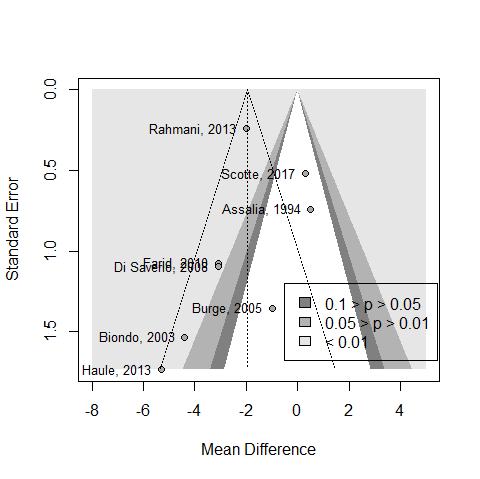 0.0
0.5
1.0
1.5
Standard Error
Rahmani, 2013
Scotte, 2017
Assalia, 1994
Farid, 2010
Di Saverio, 2008
Burge, 2005
Biondo, 2003
Haule, 2013
0.1 > p > 0.05
0.05 > p > 0.01
< 0.01
-8 -6 -4 -2 0 2 4
Mean Difference